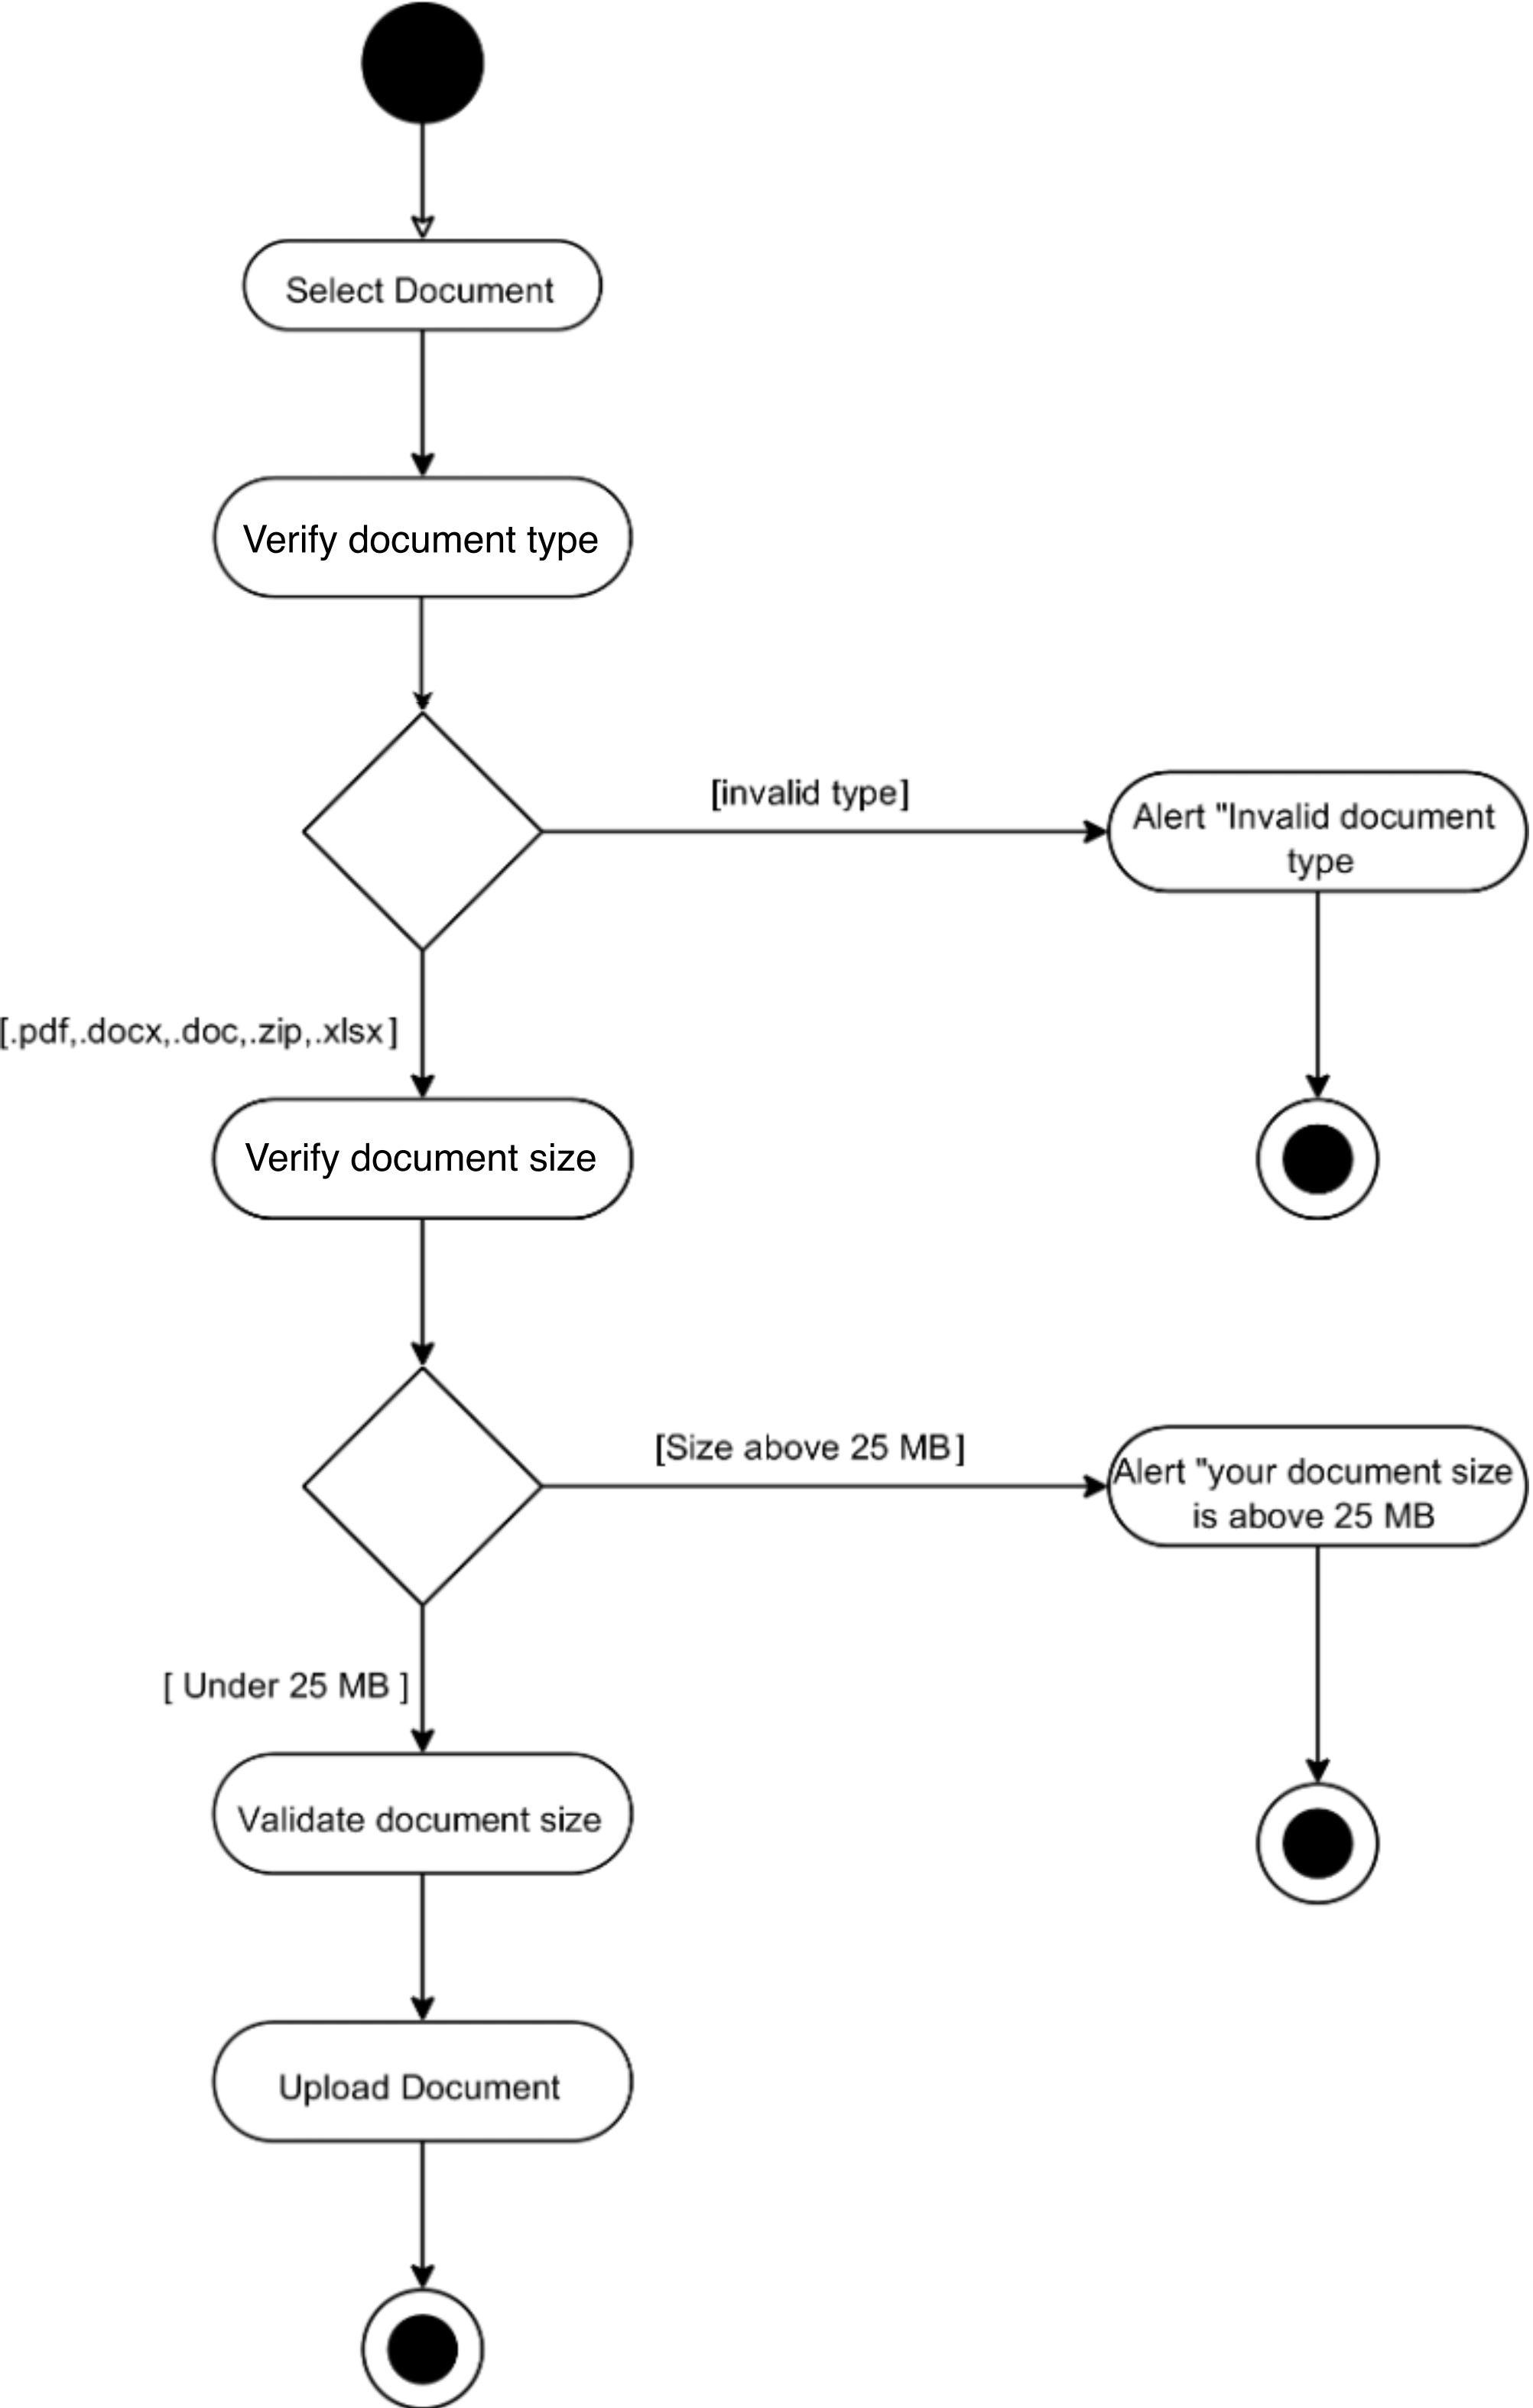 Select Document
Verify document type
[invalid type]
Alert "Invalid document
type
[.pdf,.docx,.doc,.zip,.xlsx]
Verify document size
[Size above 25 MB]
Alert "your document size
is above 25 MB
[ Under 25 MB ]
Validate document size
Upload Document